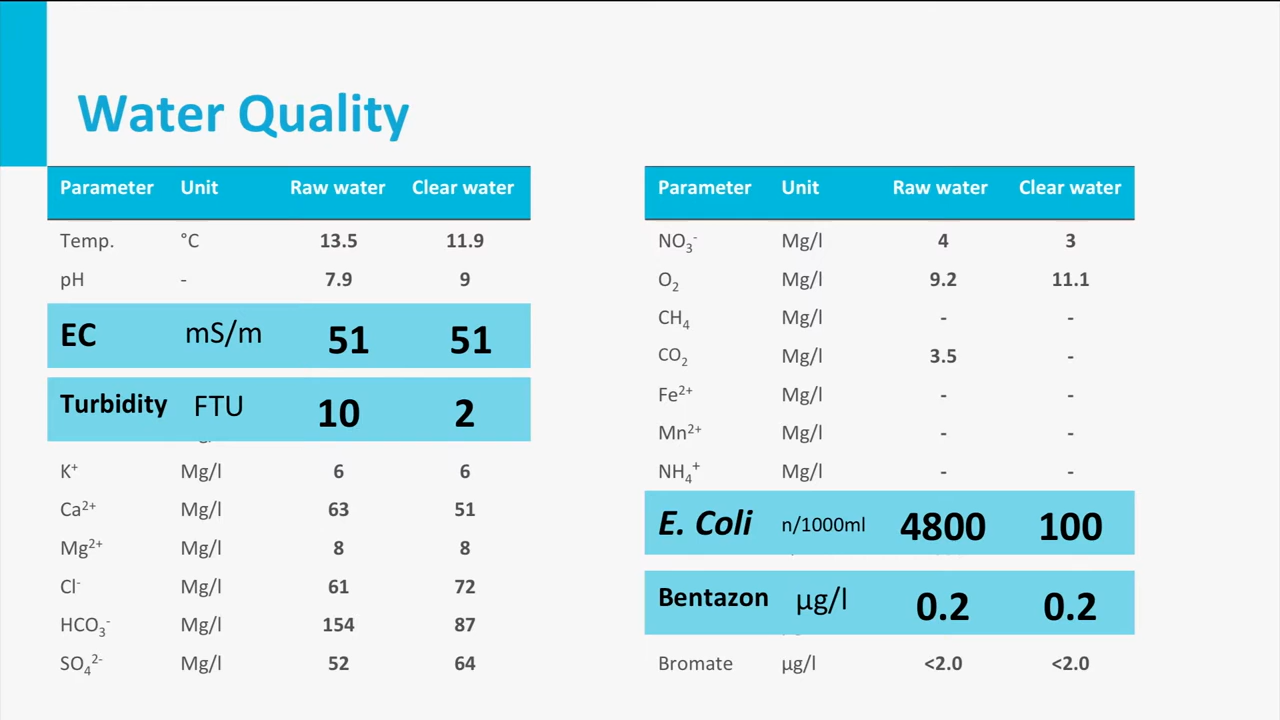 Water Quality
Parameter Unit Raw water Clear water
Temp. °C 13.5 11.9
pH - 7.9 9
EC mS/m 51 51
Turbidity FTU 10 2
K⁺ Mg/l 6 6
Ca²⁺ Mg/l 63 51
Mg²⁺ Mg/l 8 8
Cl⁻ Mg/l 61 72
HCO₃⁻ Mg/l 154 87
SO₄²⁻ Mg/l 52 64
Parameter Unit Raw water Clear water
NO₃⁻ Mg/l 4 3
O₂ Mg/l 9.2 11.1
CH₄ Mg/l - -
CO₂ Mg/l 3.5 -
Fe²⁺ Mg/l - -
Mn²⁺ Mg/l - -
NH₄⁺ Mg/l - -
E. Coli n/1000ml 4800 100
Bentazon µg/l 0.2 0.2
Bromate µg/l <2.0 <2.0